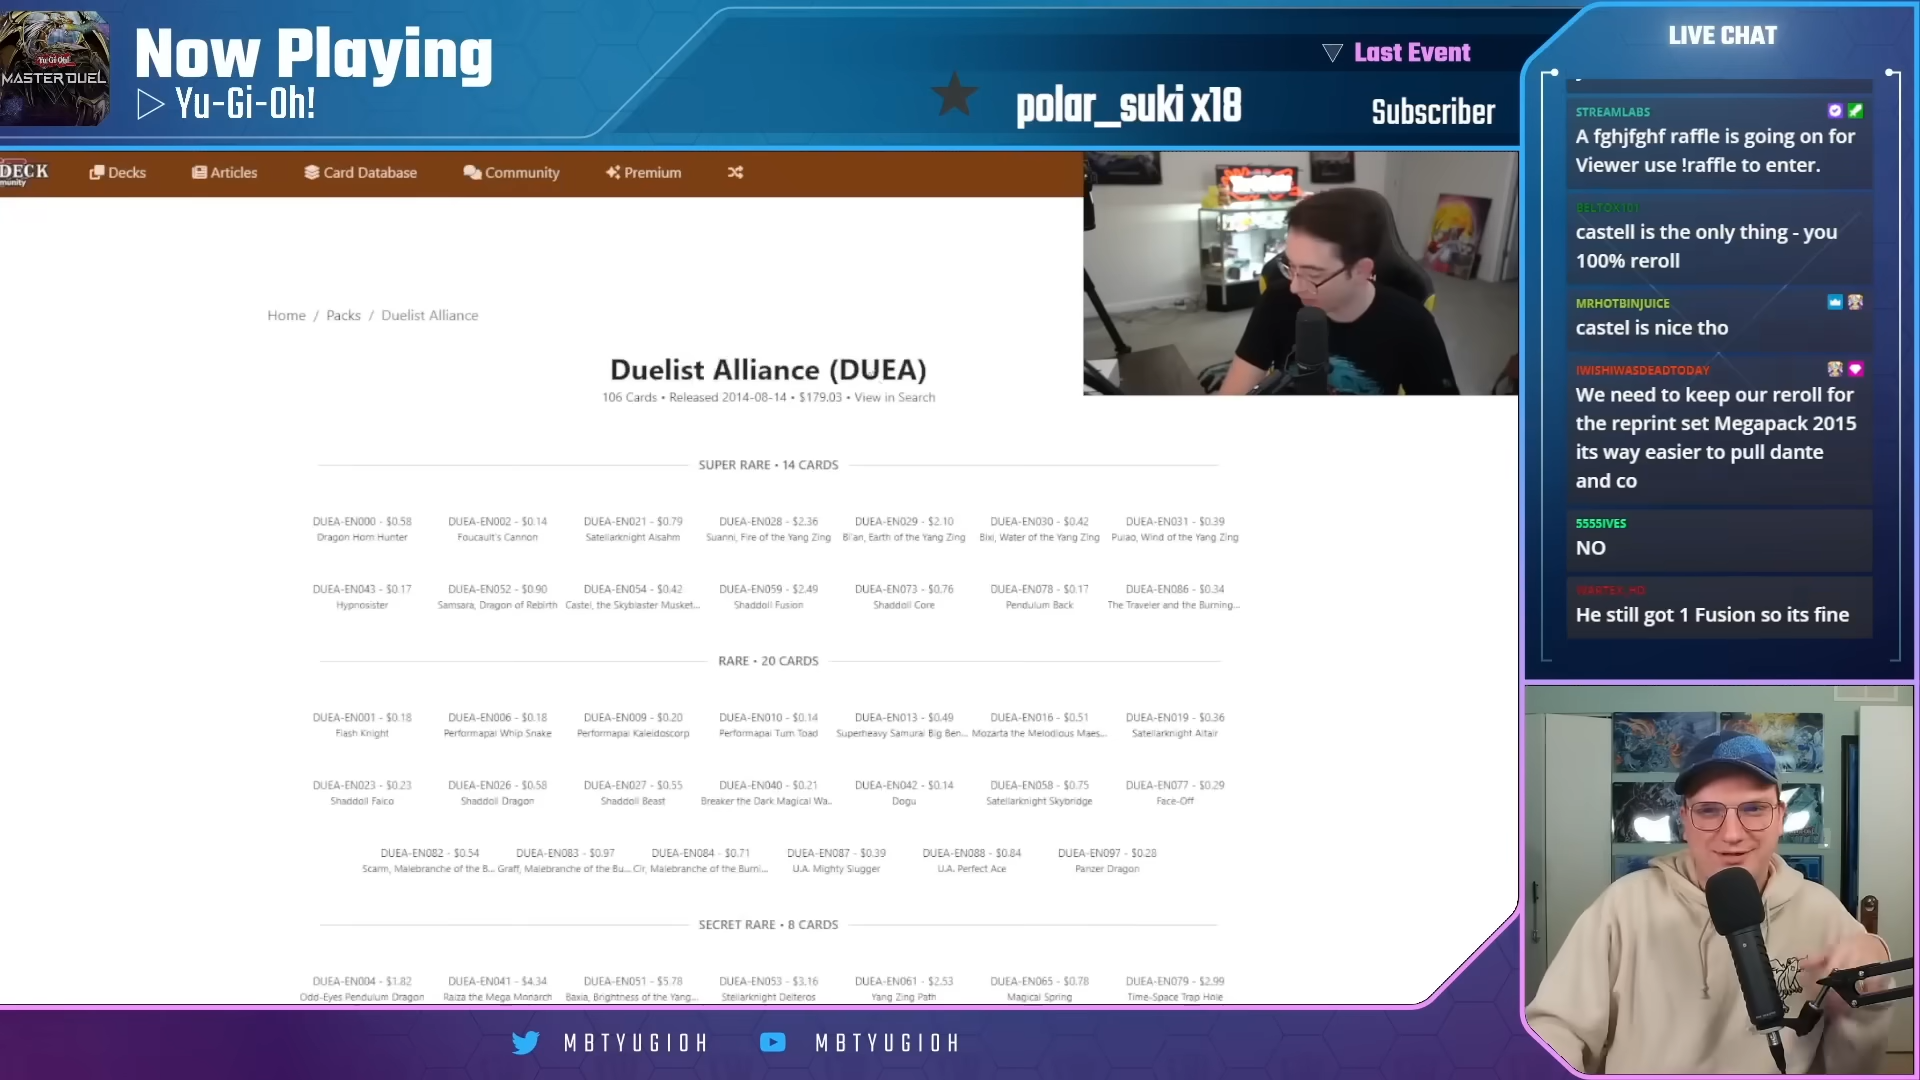 Yu-Gi-Oh!
MASTER DUEL
Now Playing
Yu-Gi-Oh!
Last Event
polar_suki x18
Subscriber
LIVE CHAT
DECK
munity
Decks
Articles
Card Database
Community
Premium
Home / Packs / Duelist Alliance
Duelist Alliance (DUEA)
106 Cards • Released 2014-08-14 • $179.03 • View in Search
SUPER RARE • 14 CARDS
DUEA-EN000 - $0.58 DUEA-EN002 - $0.14 DUEA-EN021 - $0.79 DUEA-EN028 - $2.36 DUEA-EN029 - $2.10 DUEA-EN030 - $0.42 DUEA-EN031 - $0.39
Dragon Horn Hunter Foucault's Cannon Satellarknight Alsahm Suanni, Fire of the Yang Zing Bi'an, Earth of the Yang Zing Bixi, Water of the Yang Zing Pulao, Wind of the Yang Zing
DUEA-EN043 - $0.17 DUEA-EN052 - $0.90 DUEA-EN054 - $0.42 DUEA-EN059 - $2.49 DUEA-EN073 - $0.76 DUEA-EN078 - $0.17 DUEA-EN086 - $0.34
Hypnosister Samsara, Dragon of Rebirth Castel, the Skyblaster Musket... Shaddoll Fusion Shaddoll Core Pendulum Back The Traveler and the Burning...
RARE • 20 CARDS
DUEA-EN001 - $0.18 DUEA-EN006 - $0.18 DUEA-EN009 - $0.20 DUEA-EN010 - $0.14 DUEA-EN013 - $0.49 DUEA-EN016 - $0.51 DUEA-EN019 - $0.36
Flash Knight Performapal Whip Snake Performapal Kaleidoscorp Performapal Turn Toad Superheavy Samurai Big Ben... Mozarta the Melodious Maes... Satellarknight Altair
DUEA-EN023 - $0.23 DUEA-EN026 - $0.58 DUEA-EN027 - $0.55 DUEA-EN040 - $0.21 DUEA-EN042 - $0.14 DUEA-EN058 - $0.75 DUEA-EN077 - $0.29
Shaddoll Falco Shaddoll Dragon Shaddoll Beast Breaker the Dark Magical Wa.. Dogu Satellarknight Skybridge Face-Off
DUEA-EN082 - $0.54 DUEA-EN083 - $0.97 DUEA-EN084 - $0.71 DUEA-EN087 - $0.39 DUEA-EN088 - $0.84 DUEA-EN097 - $0.28
Scarm, Malebranche of the B... Graff, Malebranche of the Bu... Cir, Malebranche of the Burni... U.A. Mighty Slugger U.A. Perfect Ace Panzer Dragon
SECRET RARE • 8 CARDS
DUEA-EN004 - $1.82 DUEA-EN041 - $4.34 DUEA-EN051 - $5.78 DUEA-EN053 - $3.16 DUEA-EN061 - $2.53 DUEA-EN065 - $0.78 DUEA-EN079 - $2.99
Odd-Eyes Pendulum Dragon Raiza the Mega Monarch Baxia, Brightness of the Yang... Stellarknight Delteros Yang Zing Path Magical Spring Time-Space Trap Hole
STREAMLABS
A fghjfghf raffle is going on for
Viewer use !raffle to enter.
BELTOX101
castell is the only thing - you
100% reroll
MRHOTBINJUICE
castel is nice tho
IWISHIWASDEADTODAY
We need to keep our reroll for
the reprint set Megapack 2015
its way easier to pull dante
and co
5555IVES
NO
WARTEX_HD
He still got 1 Fusion so its fine
MBTYUGIOH
MBTYUGIOH